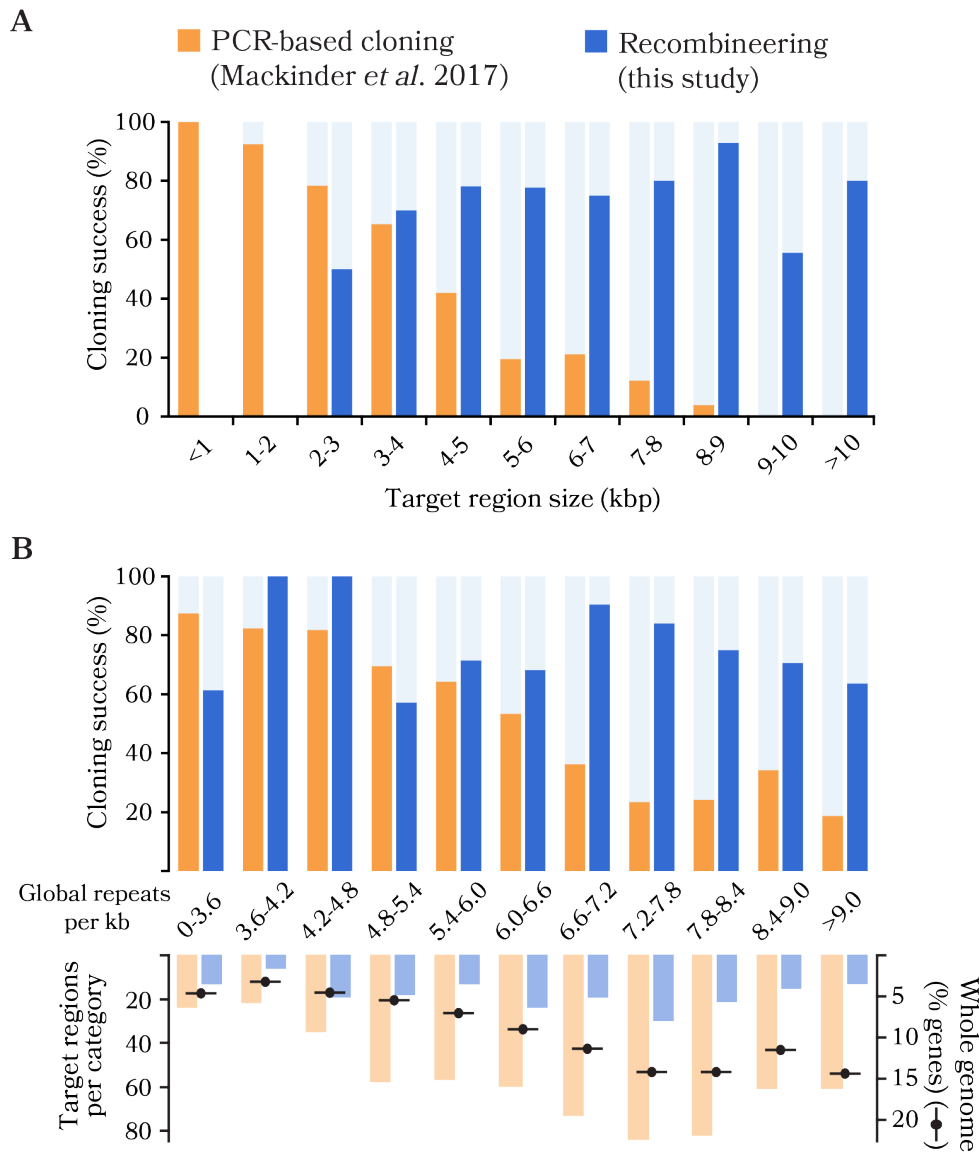 A
PCR-based cloning
(Mackinder et al. 2017)
Recombineering
(this study)
Cloning success (%)
100
80
60
40
20
0
<1
1-2
2-3
3-4
4-5
5-6
6-7
7-8
8-9
9-10
>10
Target region size (kbp)
B
Cloning success (%)
100
80
60
40
20
Global repeats
per kb
0-3.6
3.6-4.2
4.2-4.8
4.8-5.4
5.4-6.0
6.0-6.6
6.6-7.2
7.2-7.8
7.8-8.4
8.4-9.0
>9.0
Target regions
per category
20
40
60
80
5
10
15
20
Whole genome
(% genes) ( )